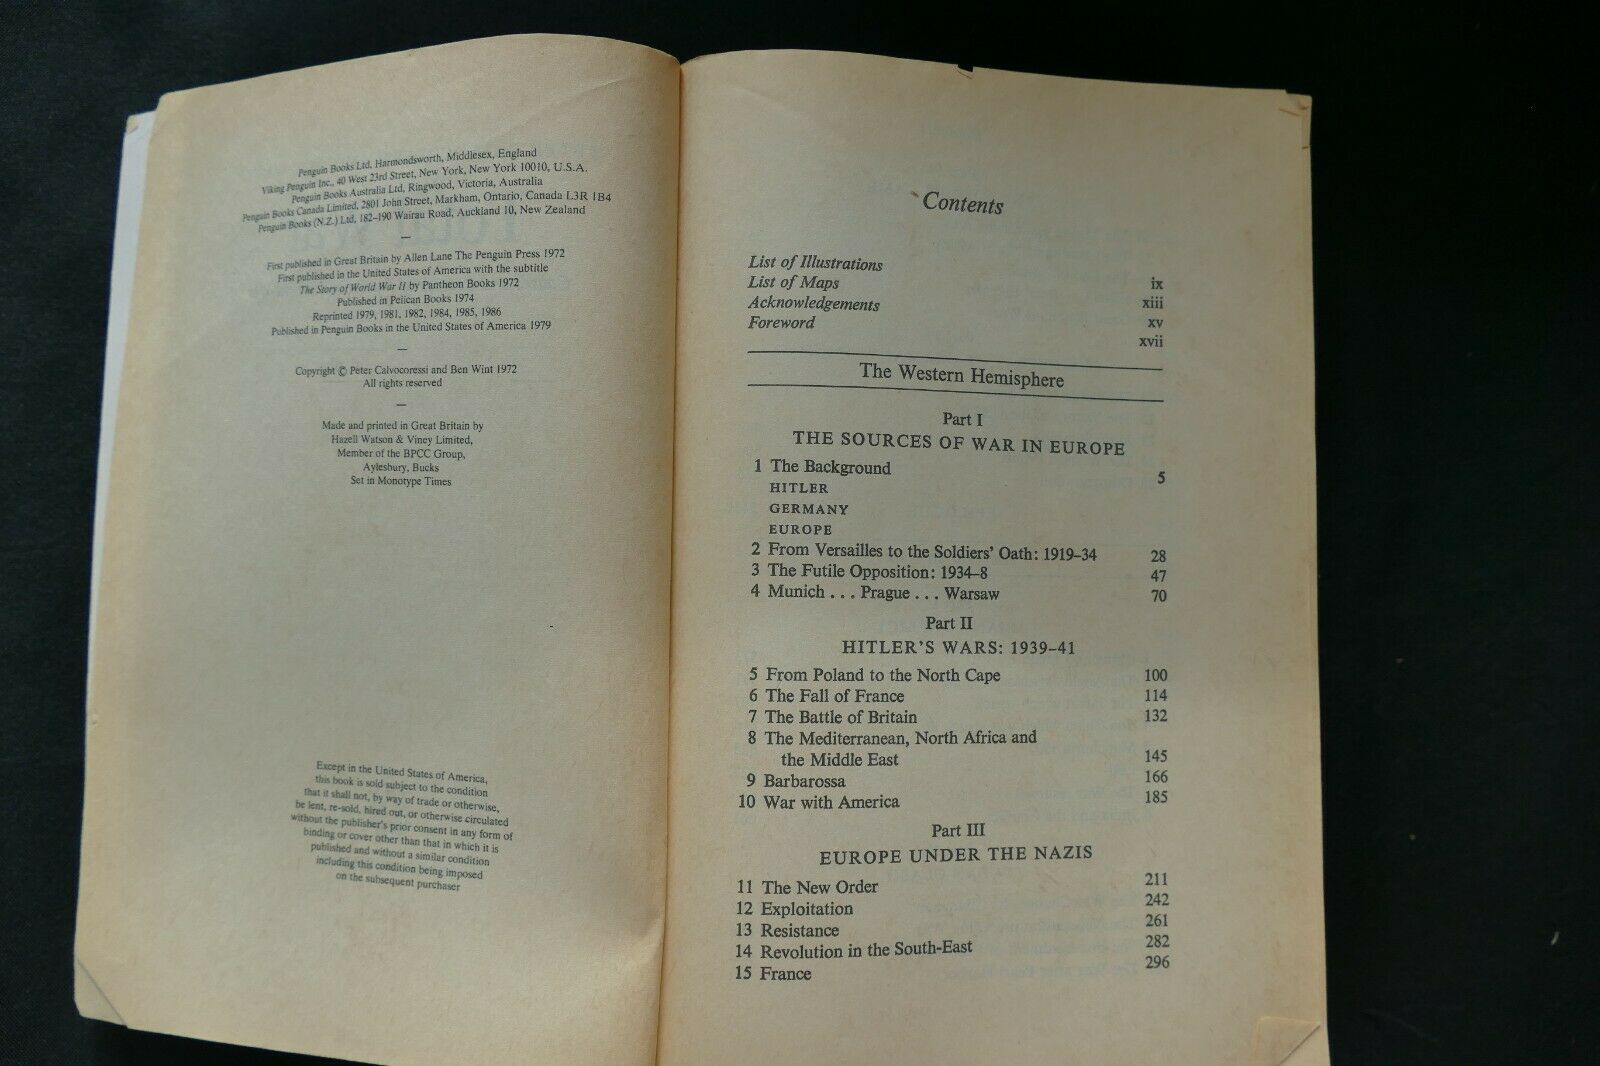 Penguin Books Ltd, Harmondsworth, Middlesex, England
Viking Penguin Inc., 40 West 23rd Street, New York, New York 10010, U.S.A.
Penguin Books Australia Ltd, Ringwood, Victoria, Australia
Penguin Books Canada Limited, 2801 John Street, Markham, Ontario, Canada L3R 1B4
Penguin Books (N.Z.) Ltd, 182–190 Wairau Road, Auckland 10, New Zealand
—
First published in Great Britain by Allen Lane The Penguin Press 1972
First published in the United States of America with the subtitle
The Story of World War II by Pantheon Books 1972
Published in Pelican Books 1974
Reprinted 1979, 1981, 1982, 1984, 1985, 1986
Published in Penguin Books in the United States of America 1979
—
Copyright © Peter Calvocoressi and Ben Wint 1972
All rights reserved
—
Made and printed in Great Britain by
Hazell Watson & Viney Limited,
Member of the BPCC Group,
Aylesbury, Bucks
Set in Monotype Times
Except in the United States of America,
this book is sold subject to the condition
that it shall not, by way of trade or otherwise,
be lent, re-sold, hired out, or otherwise circulated
without the publisher's prior consent in any form of
binding or cover other than that in which it is
published and without a similar condition
including this condition being imposed
on the subsequent purchaser
Contents
List of Illustrations ix
List of Maps xiii
Acknowledgements xv
Foreword xvii
The Western Hemisphere
Part I
THE SOURCES OF WAR IN EUROPE
1 The Background 5
HITLER
GERMANY
EUROPE
2 From Versailles to the Soldiers' Oath: 1919–34 28
3 The Futile Opposition: 1934–8 47
4 Munich . . . Prague . . . Warsaw 70
Part II
HITLER'S WARS: 1939–41
5 From Poland to the North Cape 100
6 The Fall of France 114
7 The Battle of Britain 132
8 The Mediterranean, North Africa and
the Middle East 145
9 Barbarossa 166
10 War with America 185
Part III
EUROPE UNDER THE NAZIS
11 The New Order 211
12 Exploitation 242
13 Resistance 261
14 Revolution in the South-East 282
15 France 296